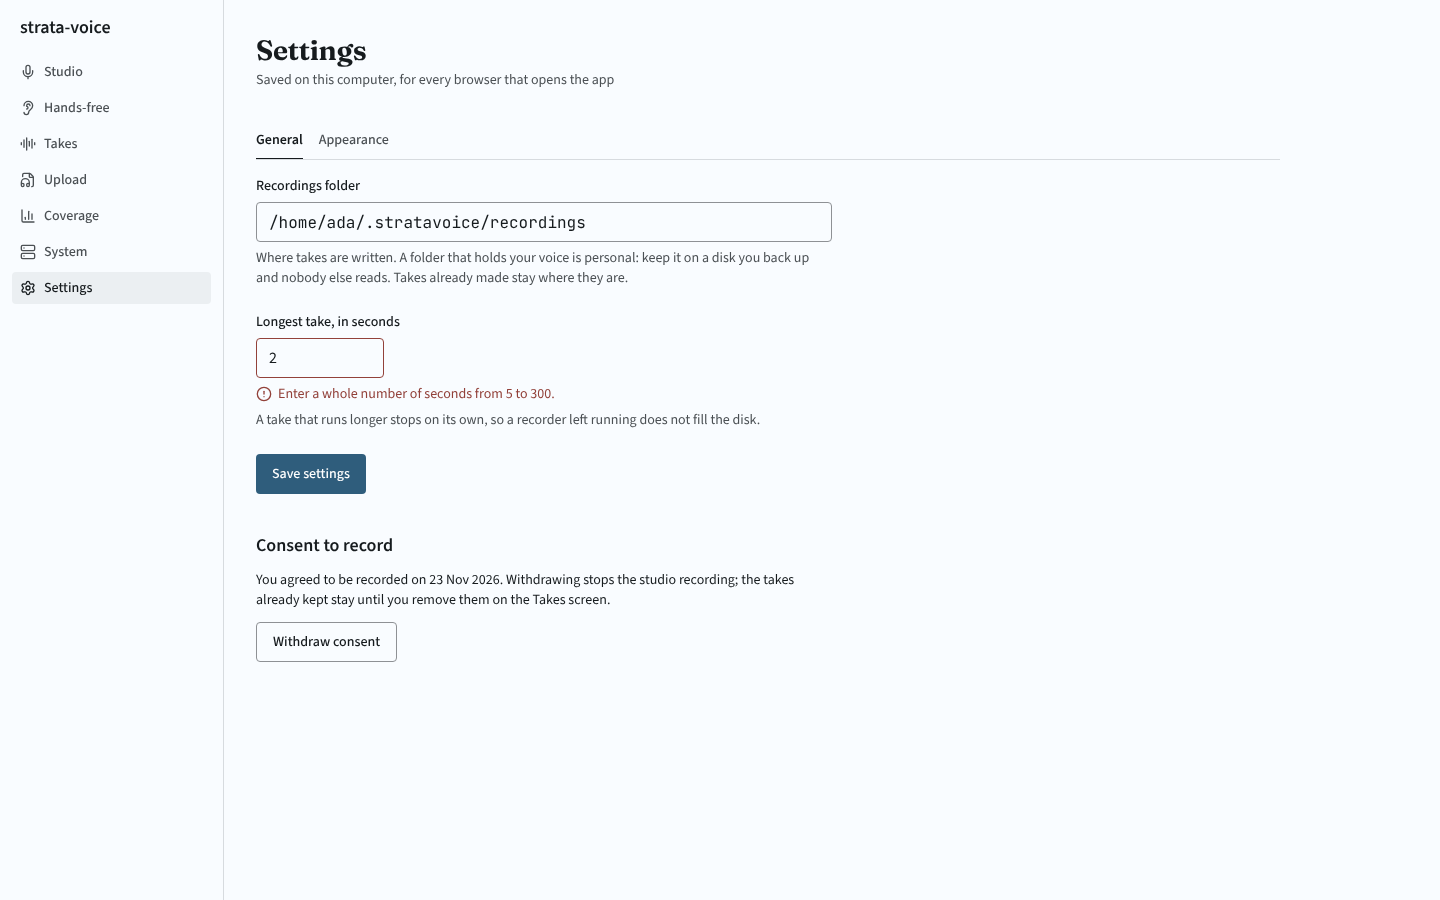 strata-voice
Studio
Hands-free
Takes
Upload
Coverage
System
Settings
Settings
Saved on this computer, for every browser that opens the app
General
Appearance
Recordings folder
/home/ada/.stratavoice/recordings
Where takes are written. A folder that holds your voice is personal: keep it on a disk you back up
and nobody else reads. Takes already made stay where they are.
Longest take, in seconds
2
Enter a whole number of seconds from 5 to 300.
A take that runs longer stops on its own, so a recorder left running does not fill the disk.
Save settings
Consent to record
You agreed to be recorded on 23 Nov 2026. Withdrawing stops the studio recording; the takes
already kept stay until you remove them on the Takes screen.
Withdraw consent